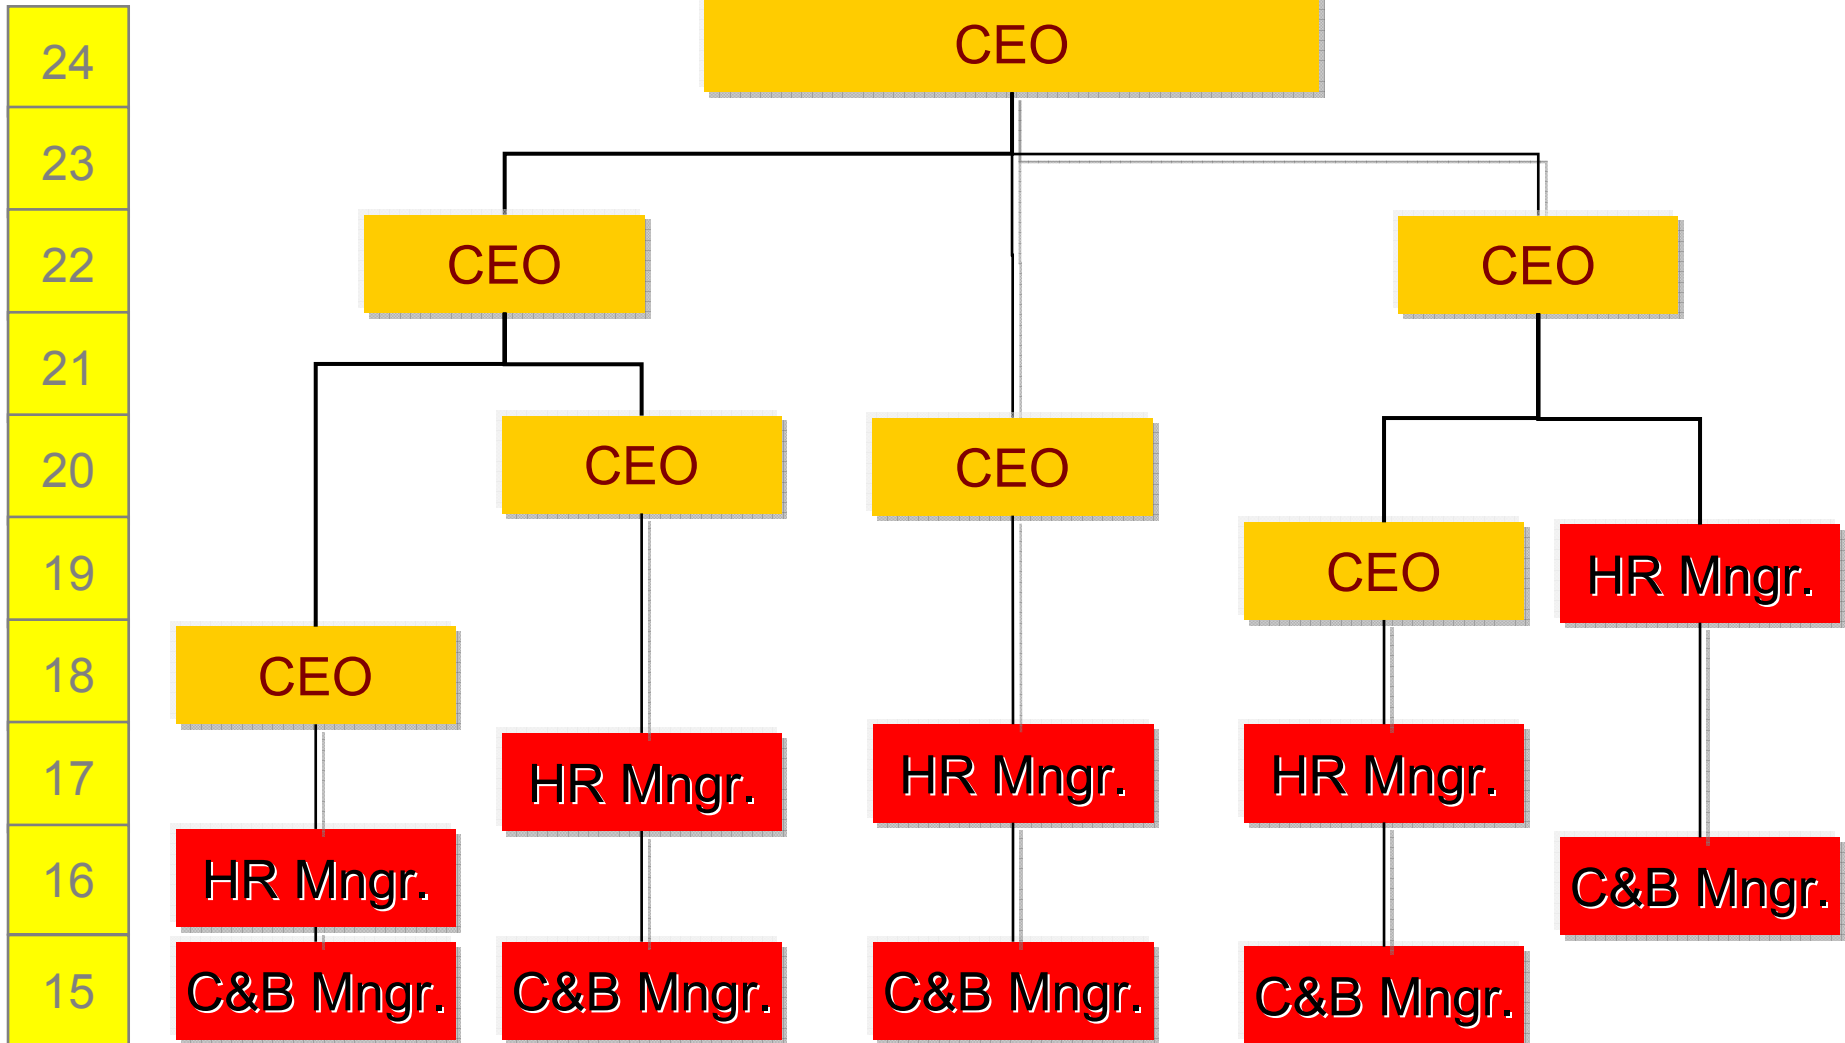 24
CEO
23
22
CEO
CEO
21
20
CEO
CEO
19
CEO
HR Mngr.
18
CEO
17
HR Mngr.
HR Mngr.
HR Mngr.
16
HR Mngr.
C&B Mngr.
15
C&B Mngr.
C&B Mngr.
C&B Mngr.
C&B Mngr.